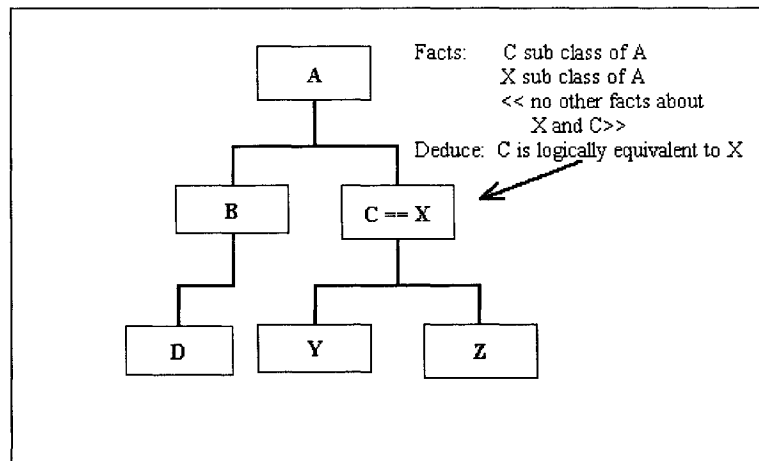 A
Facts: C sub class of A
X sub class of A
<< no other facts about
X and C>>
Deduce: C is logically equivalent to X
B
C == X
D
Y
Z